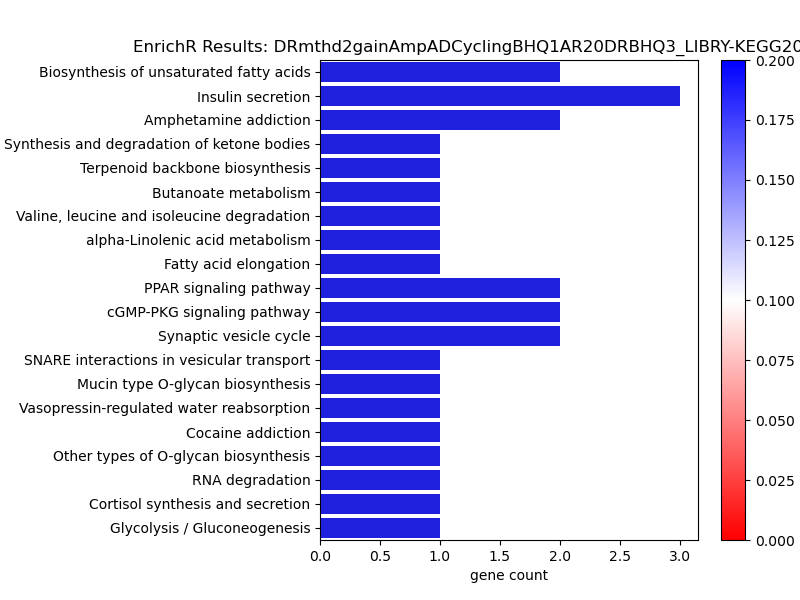 EnrichR Results: DRmthd2gainAmpADCyclingBHQ1AR20DRBHQ3_LIBRY-KEGG20
Biosynthesis of unsaturated fatty acids
Insulin secretion
Amphetamine addiction
Synthesis and degradation of ketone bodies
Terpenoid backbone biosynthesis
Butanoate metabolism
Valine, leucine and isoleucine degradation
alpha-Linolenic acid metabolism
Fatty acid elongation
PPAR signaling pathway
cGMP-PKG signaling pathway
Synaptic vesicle cycle
SNARE interactions in vesicular transport
Mucin type O-glycan biosynthesis
Vasopressin-regulated water reabsorption
Cocaine addiction
Other types of O-glycan biosynthesis
RNA degradation
Cortisol synthesis and secretion
Glycolysis / Gluconeogenesis
0.0 0.5 1.0 1.5 2.0 2.5 3.0
gene count
0.200
0.175
0.150
0.125
0.100
0.075
0.050
0.025
0.000